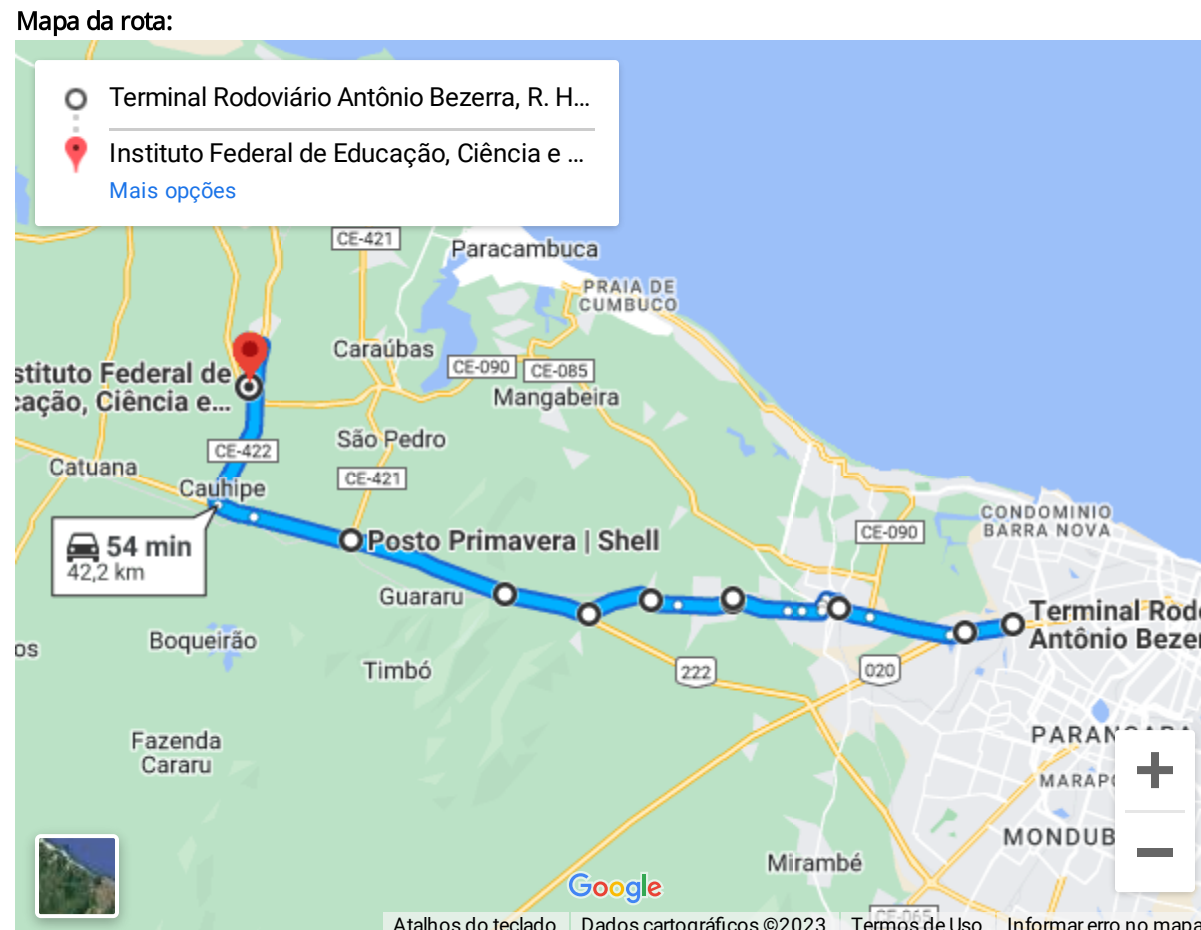 Mapa da rota:
Terminal Rodoviário Antônio Bezerra, R. H...
Instituto Federal de Educação, Ciência e ...
Mais opções
CE-421
Paracambuca
PRAIA DE
CUMBUCO
Caraúbas
CE-090
CE-085
stituto Federal de
cação, Ciência e...
Mangabeira
São Pedro
CE-422
Catuana
CE-421
Cauhipe
CONDOMINIO
BARRA NOVA
54 min
42,2 km
Posto Primavera | Shell
CE-090
Guararu
Terminal Rod
Antônio Bezer
os
Boqueirão
Timbó
222
020
Fazenda
Cararu
PARANGABA
MARAPO
MONDUB
Mirambé
Google
CE-065
Atalhos do teclado
Dados cartográficos ©2023
Termos de Uso
Informar erro no mapa